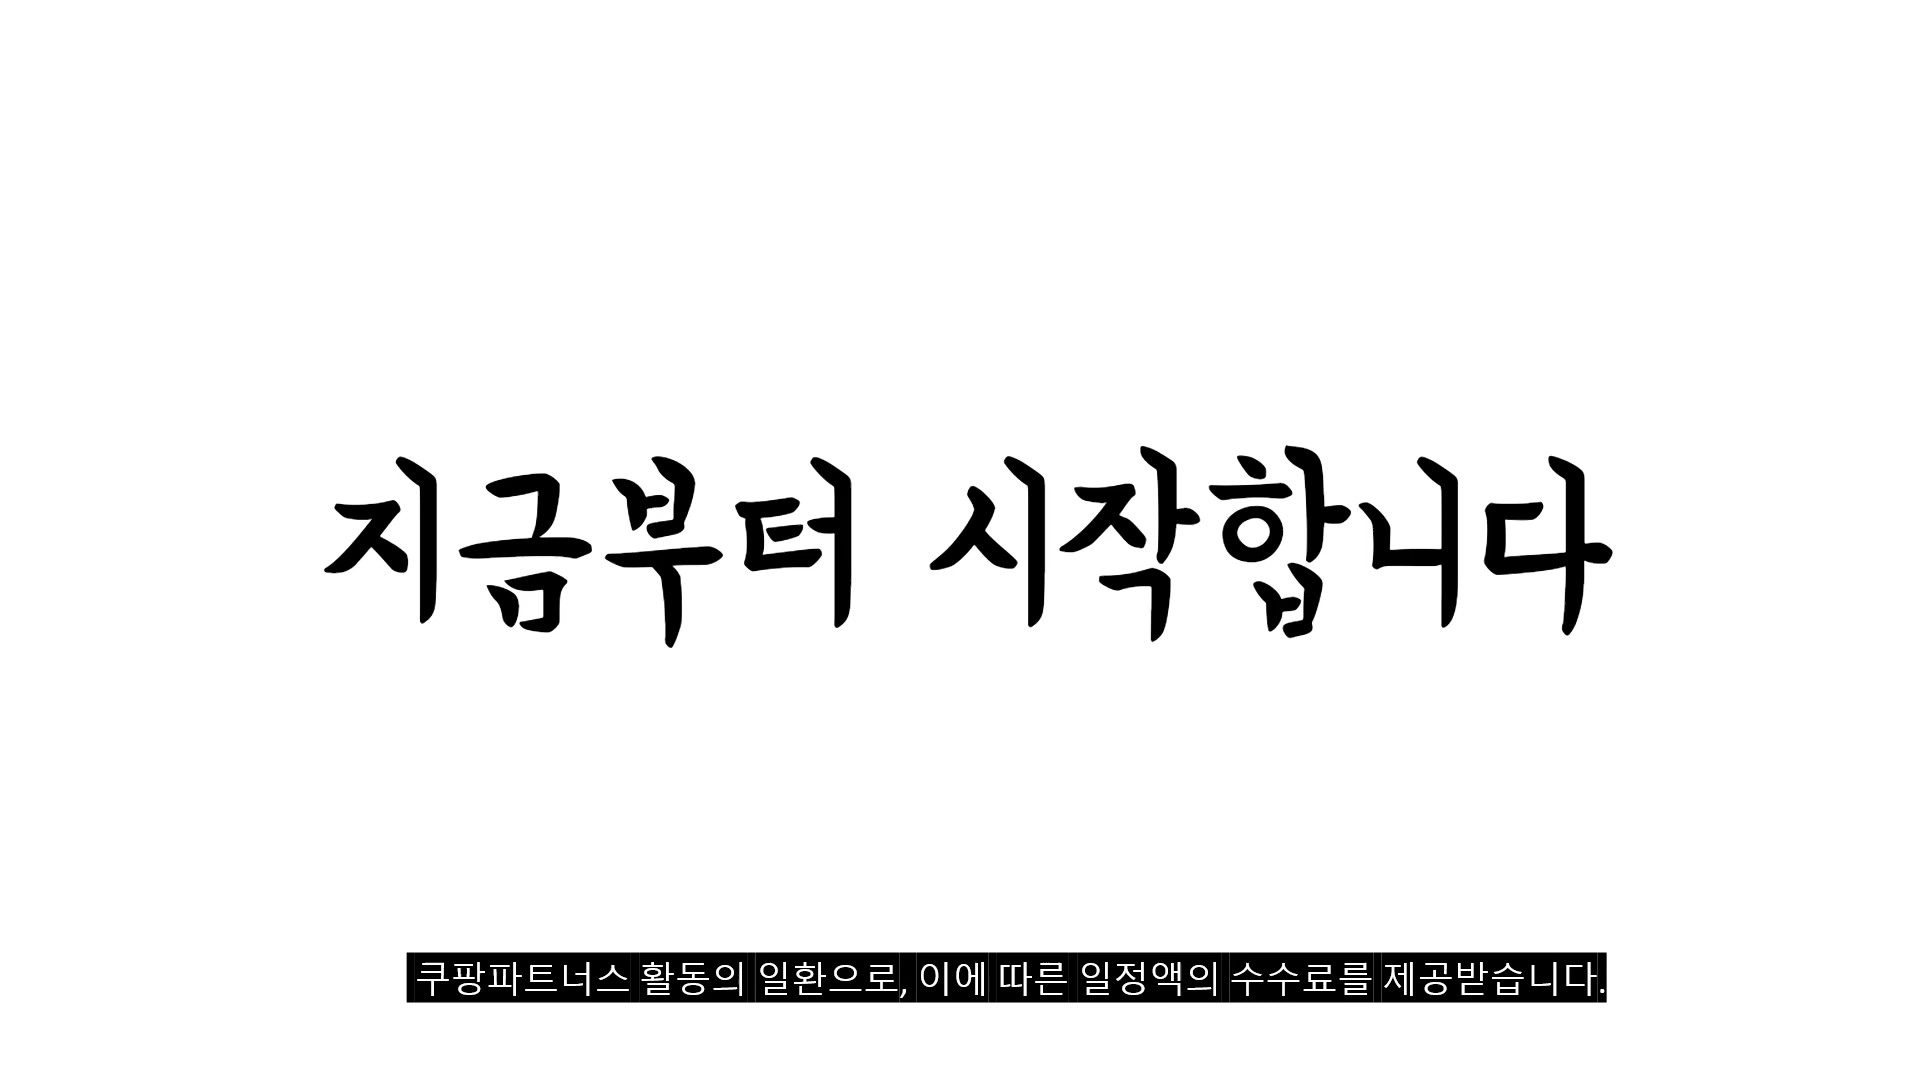 지금부터 시작합니다
쿠팡파트너스 활동의 일환으로, 이에 따른 일정액의 수수료를 제공받습니다.